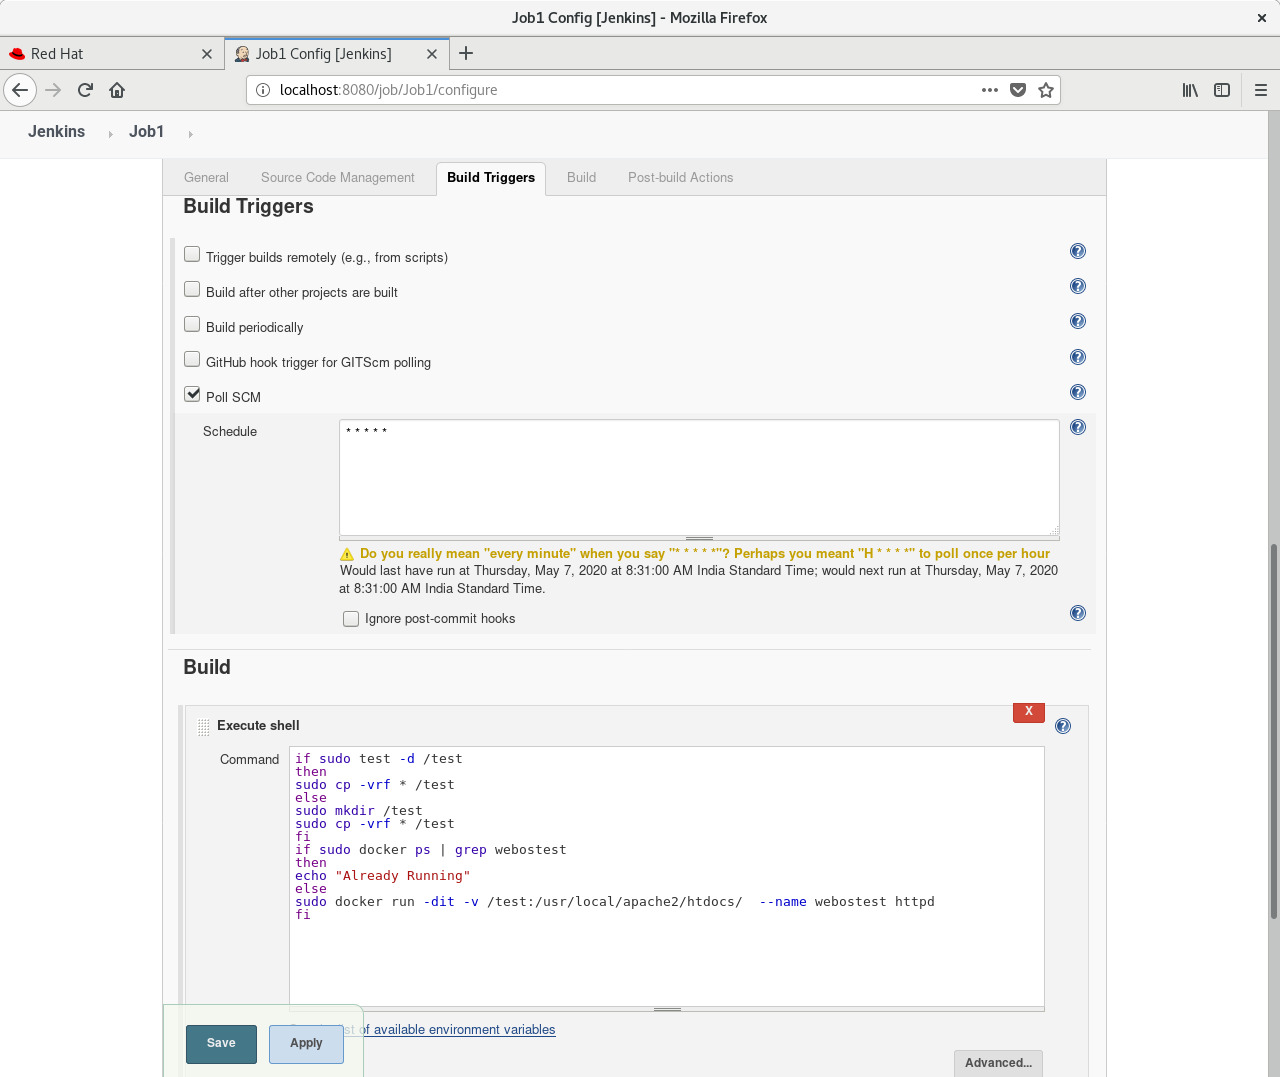 Job1 Config [Jenkins] - Mozilla Firefox
Red Hat
Job1 Config [Jenkins]
localhost:8080/job/Job1/configure
Jenkins
Job1
General
Source Code Management
Build Triggers
Build
Post-build Actions
Build Triggers
Trigger builds remotely (e.g., from scripts)
Build after other projects are built
Build periodically
GitHub hook trigger for GITScm polling
Poll SCM
Schedule
* * * * *
Do you really mean "every minute" when you say "* * * * *"? Perhaps you meant "H * * * *" to poll once per hour
Would last have run at Thursday, May 7, 2020 at 8:31:00 AM India Standard Time; would next run at Thursday, May 7, 2020
at 8:31:00 AM India Standard Time.
Ignore post-commit hooks
Build
X
Execute shell
Command
if sudo test -d /test
then
sudo cp -vrf * /test
else
sudo mkdir /test
sudo cp -vrf * /test
fi
if sudo docker ps | grep webostest
then
echo "Already Running"
else
sudo docker run -dit -v /test:/usr/local/apache2/htdocs/  --name webostest httpd
fi
of available environment variables
Save
Apply
Advanced...